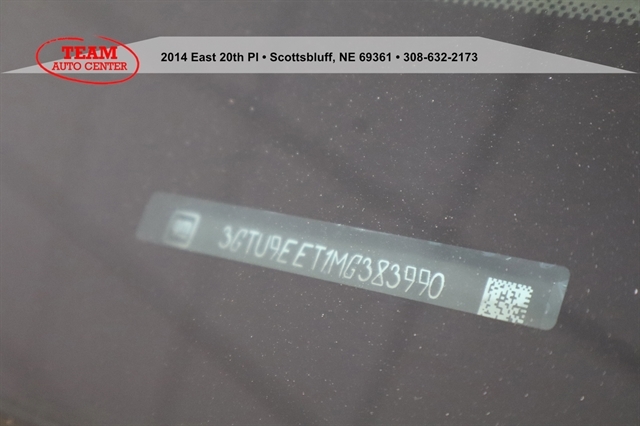 TEAM
AUTO CENTER
2014 East 20th Pl • Scottsbluff, NE 69361 • 308-632-2173
3GTU9EET1MG383990